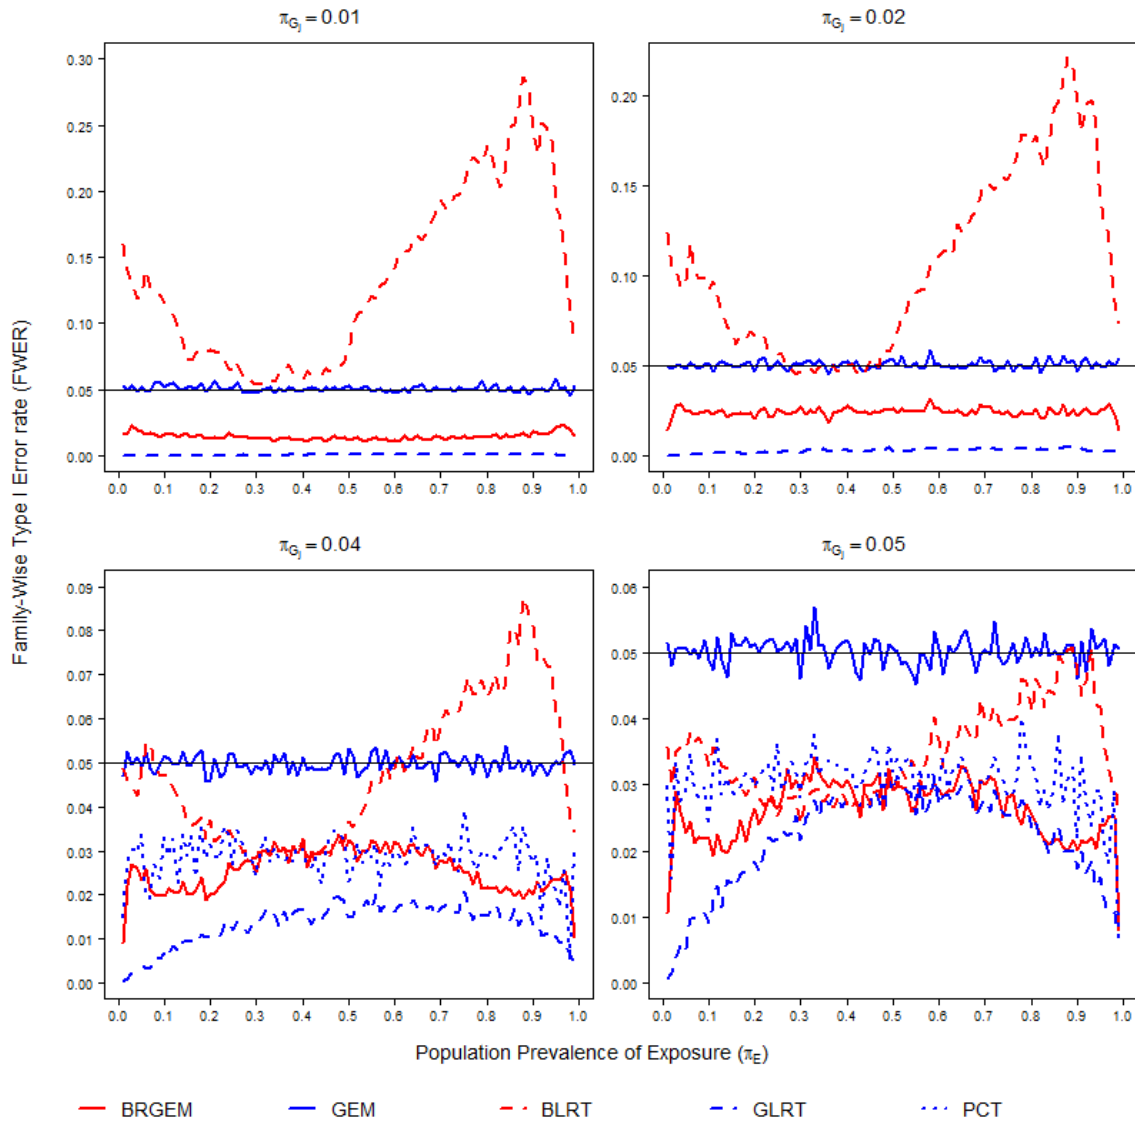 π_Gj = 0.01
π_Gj = 0.02
Family-Wise Type I Error rate (FWER)
0.30
0.25
0.20
0.15
0.10
0.05
0.00
0.0 0.1 0.2 0.3 0.4 0.5 0.6 0.7 0.8 0.9 1.0
0.20
0.15
0.10
0.05
0.00
0.0 0.1 0.2 0.3 0.4 0.5 0.6 0.7 0.8 0.9 1.0
π_Gj = 0.04
π_Gj = 0.05
0.09
0.08
0.07
0.06
0.05
0.04
0.03
0.02
0.01
0.00
0.0 0.1 0.2 0.3 0.4 0.5 0.6 0.7 0.8 0.9 1.0
0.06
0.05
0.04
0.03
0.02
0.01
0.00
0.0 0.1 0.2 0.3 0.4 0.5 0.6 0.7 0.8 0.9 1.0
Population Prevalence of Exposure (π_E)
BRGEM GEM BLRT GLRT PCT